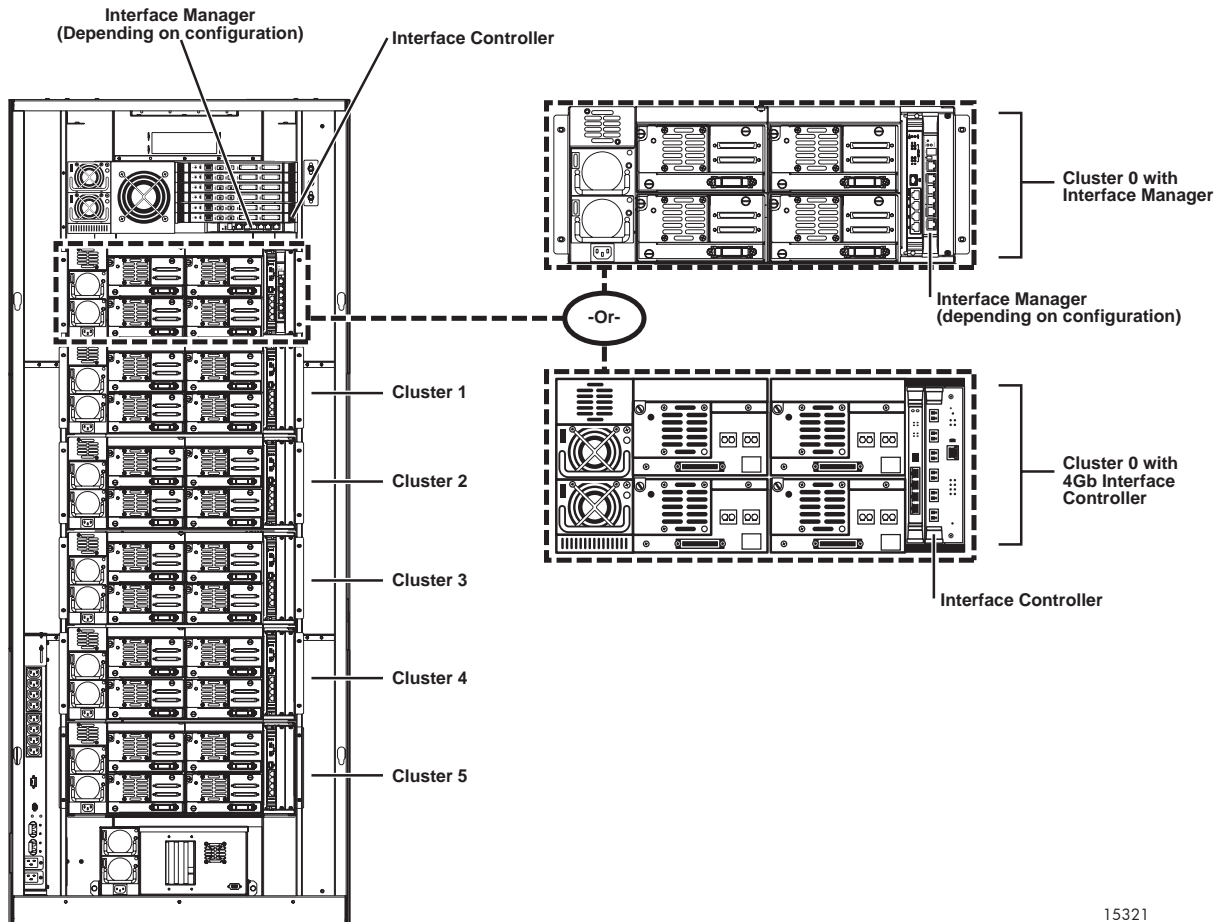 Interface Manager
(Depending on configuration)
Interface Controller
Cluster 0 with
Interface Manager
Interface Manager
(depending on configuration)
-Or-
Cluster 1
Cluster 2
Cluster 3
Cluster 4
Cluster 5
Cluster 0 with
4Gb Interface
Controller
Interface Controller
15321